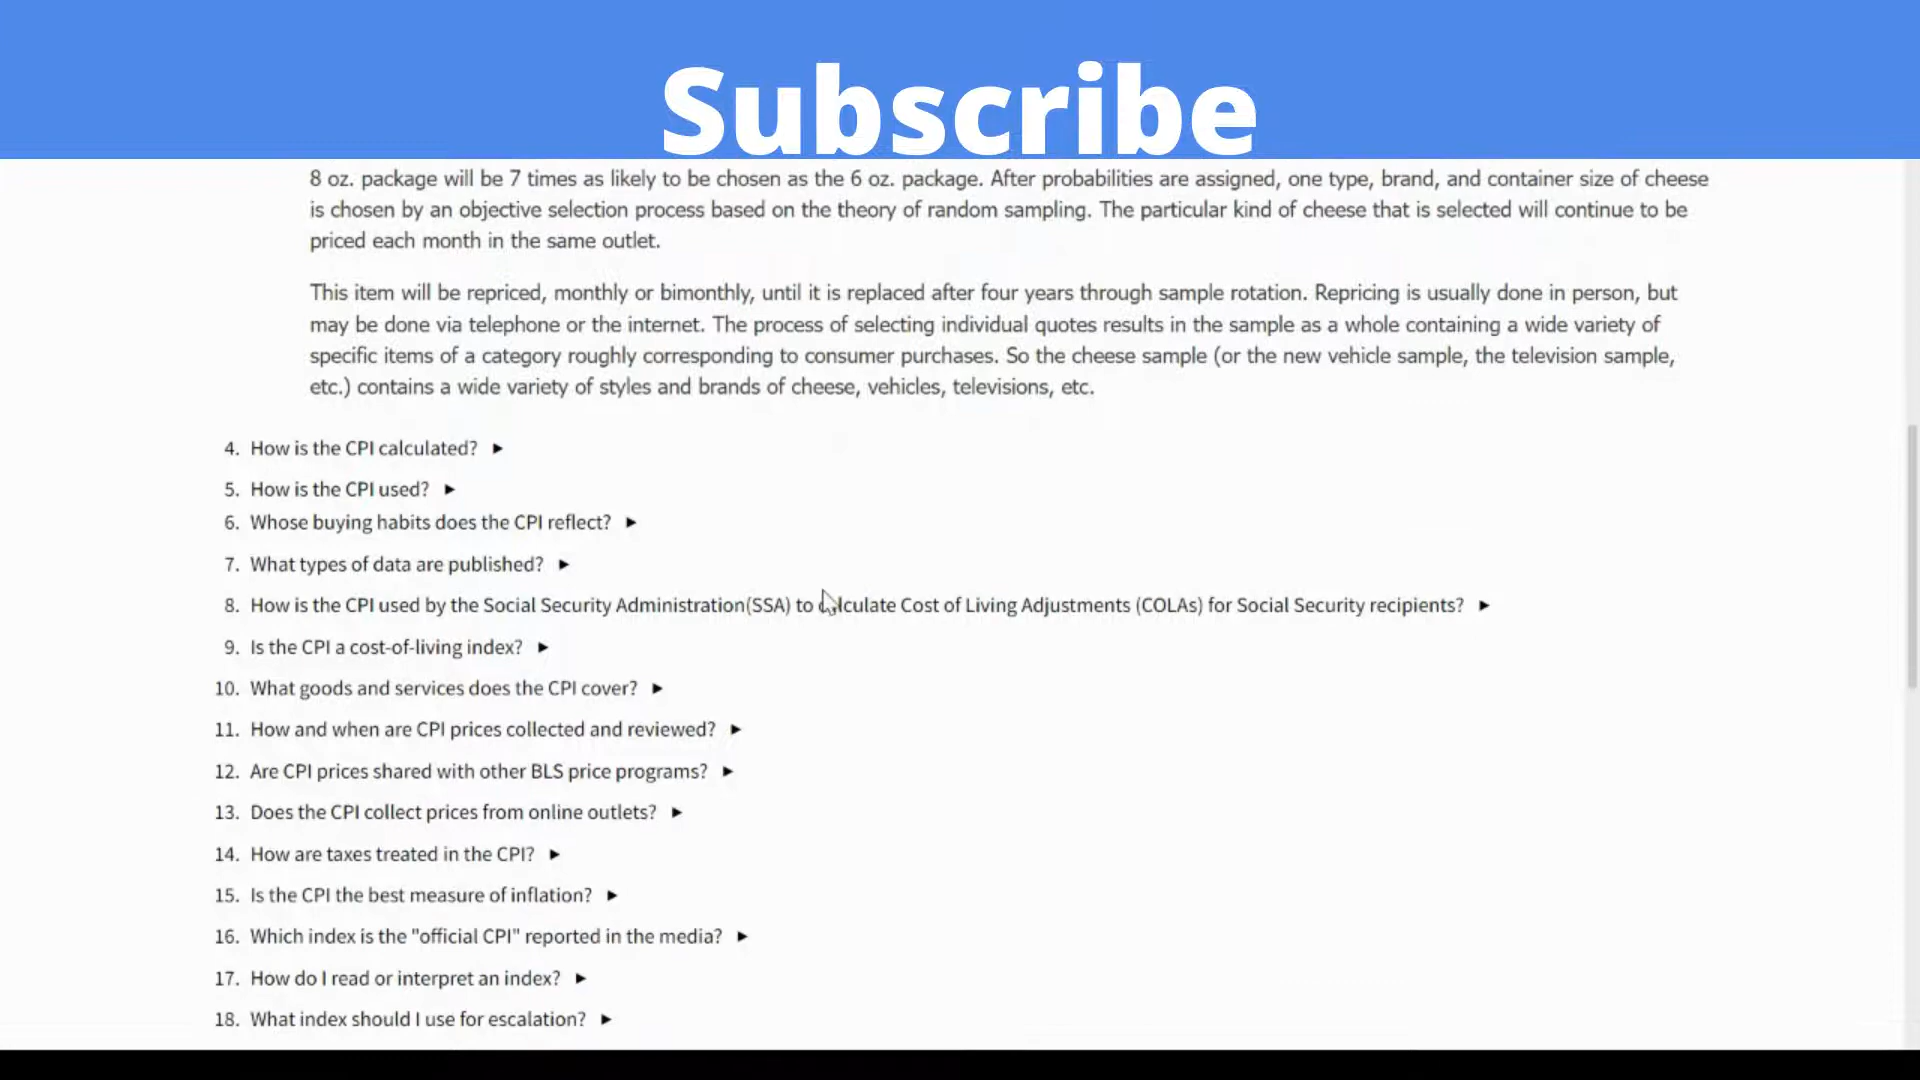 Subscribe
8 oz. package will be 7 times as likely to be chosen as the 6 oz. package. After probabilities are assigned, one type, brand, and container size of cheese
is chosen by an objective selection process based on the theory of random sampling. The particular kind of cheese that is selected will continue to be
priced each month in the same outlet.
This item will be repriced, monthly or bimonthly, until it is replaced after four years through sample rotation. Repricing is usually done in person, but
may be done via telephone or the internet. The process of selecting individual quotes results in the sample as a whole containing a wide variety of
specific items of a category roughly corresponding to consumer purchases. So the cheese sample (or the new vehicle sample, the television sample,
etc.) contains a wide variety of styles and brands of cheese, vehicles, televisions, etc.
4. How is the CPI calculated?
5. How is the CPI used?
6. Whose buying habits does the CPI reflect?
7. What types of data are published?
8. How is the CPI used by the Social Security Administration(SSA) to calculate Cost of Living Adjustments (COLAs) for Social Security recipients?
9. Is the CPI a cost-of-living index?
10. What goods and services does the CPI cover?
11. How and when are CPI prices collected and reviewed?
12. Are CPI prices shared with other BLS price programs?
13. Does the CPI collect prices from online outlets?
14. How are taxes treated in the CPI?
15. Is the CPI the best measure of inflation?
16. Which index is the "official CPI" reported in the media?
17. How do I read or interpret an index?
18. What index should I use for escalation?